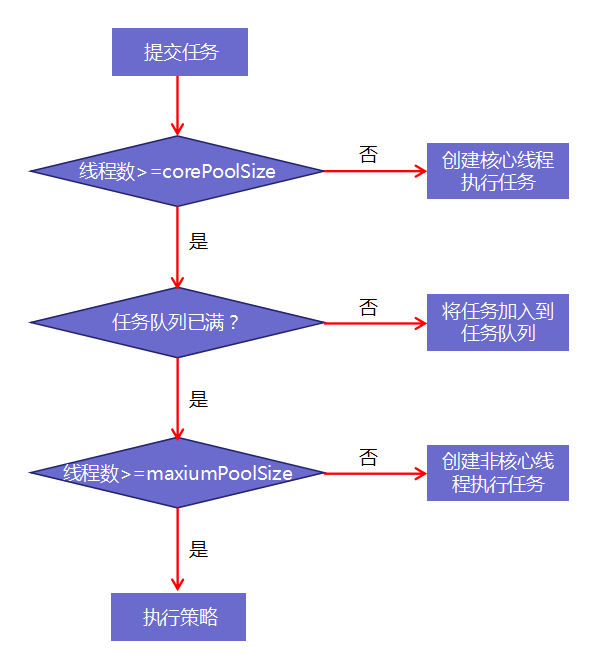 提交任务
线程数>=corePoolSize
否
创建核心线程
执行任务
是
任务队列已满？
否
将任务加入到
任务队列
是
线程数>=maxiumPoolSize
否
创建非核心线
程执行任务
是
执行策略